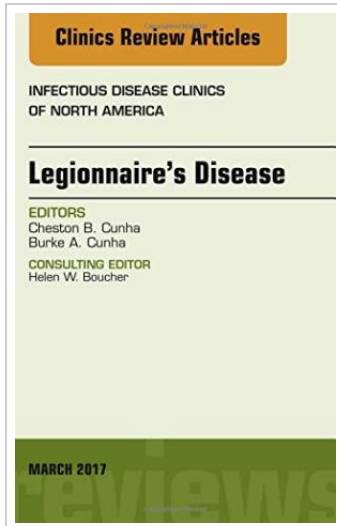 Clinics Review Articles
INFECTIOUS DISEASE CLINICS
OF NORTH AMERICA
Legionnaire's Disease
EDITORS
Cheston B. Cunha
Burke A. Cunha
CONSULTING EDITOR
Helen W. Boucher
MARCH 2017
reviews